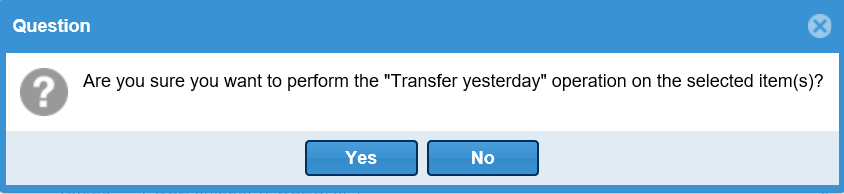 Question
Are you sure you want to perform the "Transfer yesterday" operation on the selected item(s)?
Yes
No